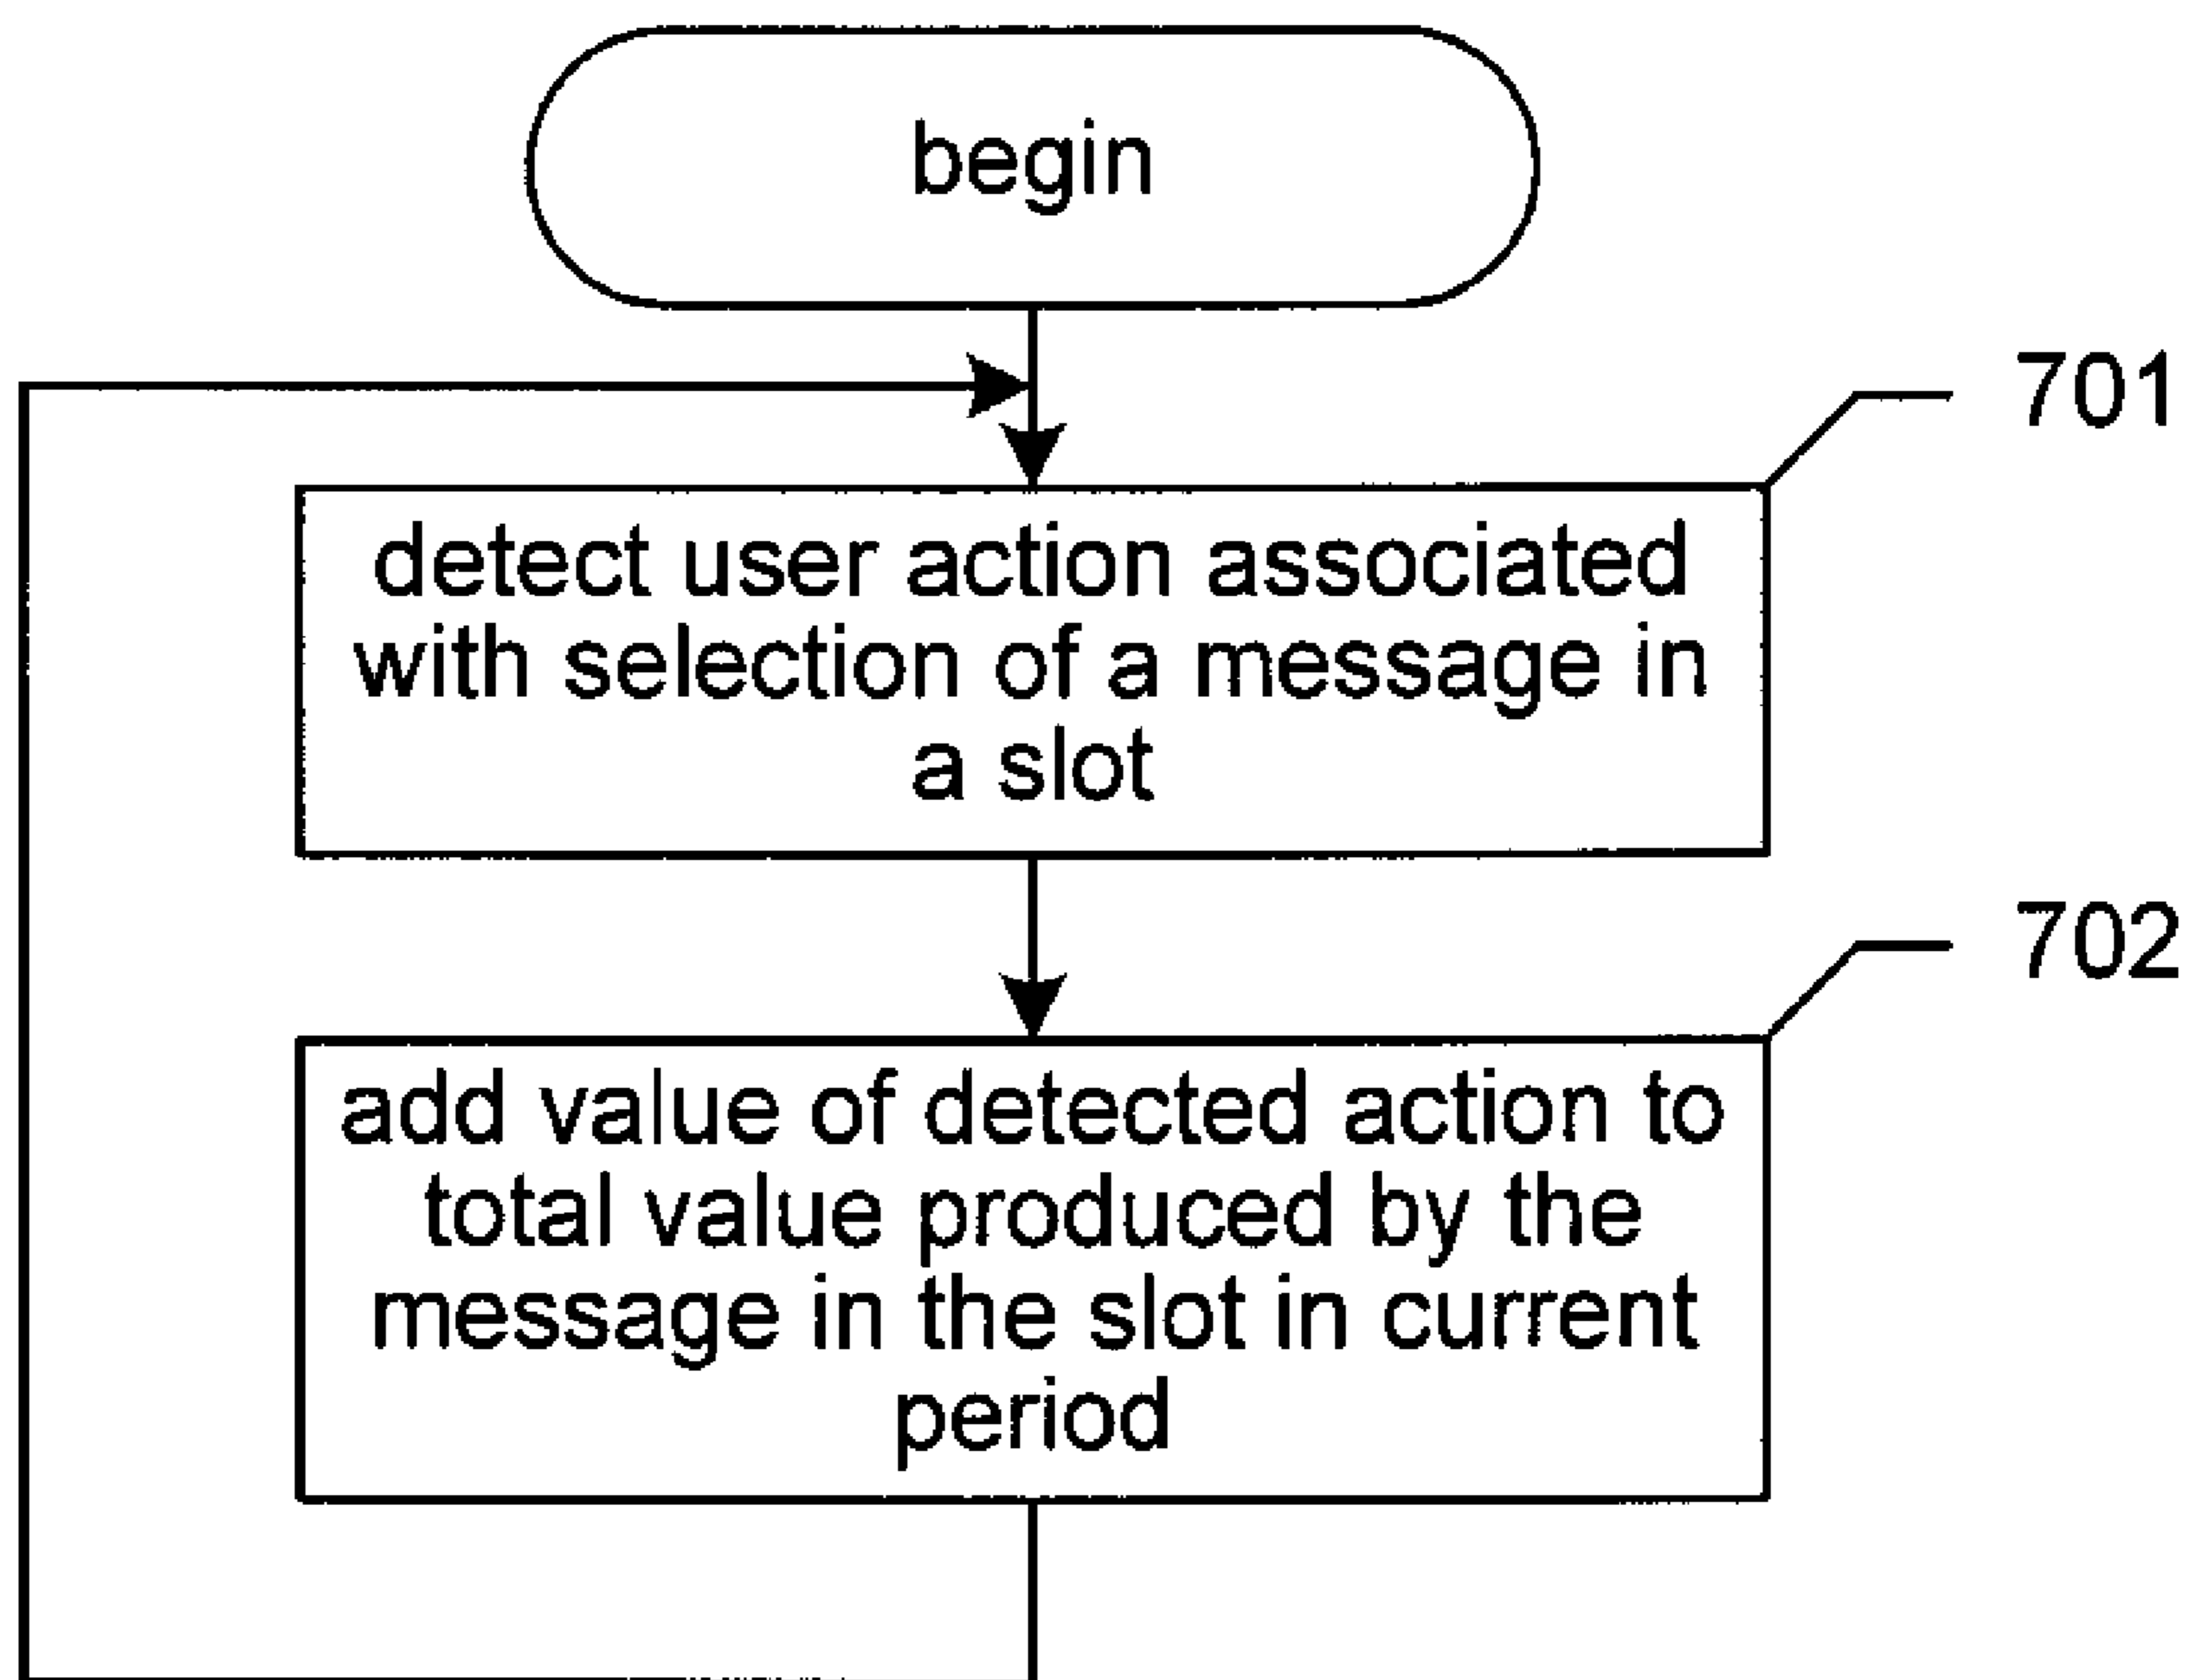 begin
701
detect user action associated
with selection of a message in
a slot
702
add value of detected action to
total value produced by the
message in the slot in current
period